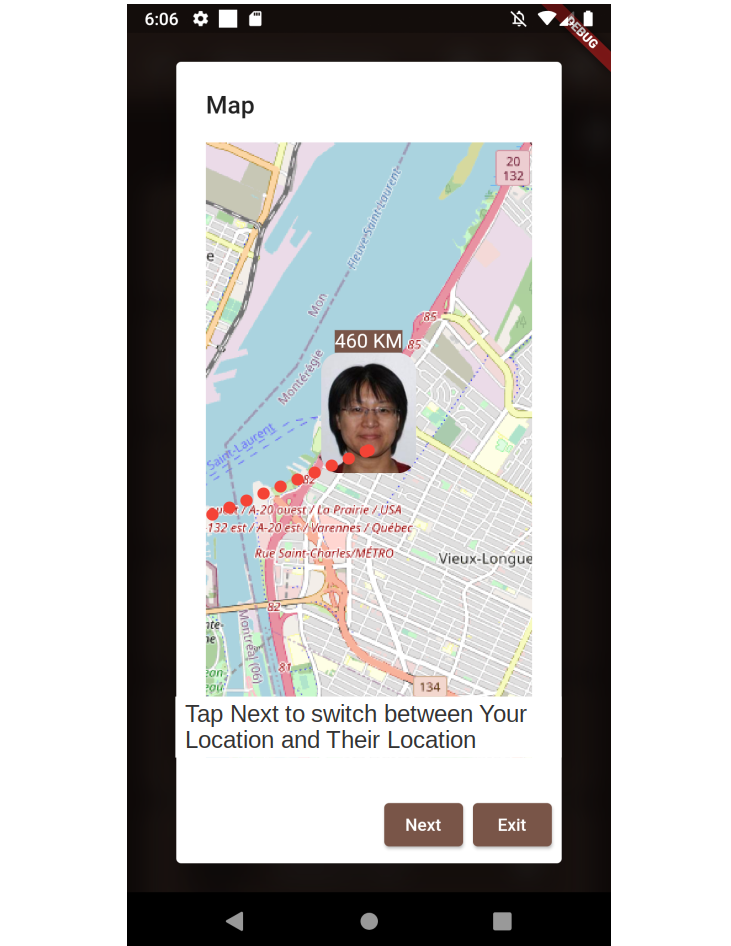 6:06
DEBUG
Map
20
132
e
Fleuve Saint-Laurent
Mon
85
460 KM
85
Montérégie
Saint-Laurent
82
ouest / A-20 ouest / La Prairie / USA
132 est / A-20 est / Varennes / Québec
Rue Saint-Charles/MÉTRO
Vieux-Longue
82
Montréal (06)
81
134
Tap Next to switch between Your
Location and Their Location
Next
Exit